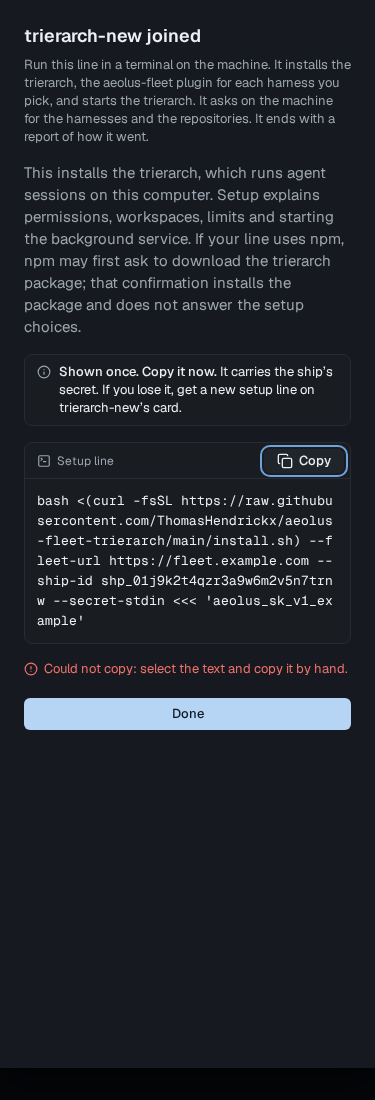 trierarch-new joined
Run this line in a terminal on the machine. It installs the
trierarch, the aeolus-fleet plugin for each harness you
pick, and starts the trierarch. It asks on the machine
for the harnesses and the repositories. It ends with a
report of how it went.
This installs the trierarch, which runs agent
sessions on this computer. Setup explains
permissions, workspaces, limits and starting
the background service. If your line uses npm,
npm may first ask to download the trierarch
package; that confirmation installs the
package and does not answer the setup
choices.
Shown once. Copy it now. It carries the ship's
secret. If you lose it, get a new setup line on
trierarch-new's card.
Setup line
Copy
bash <(curl -fsSL https://raw.githubu
sercontent.com/ThomasHendrickx/aeolus
-fleet-trierarch/main/install.sh) --f
leet-url https://fleet.example.com --
ship-id shp_01j9k2t4qzr3a9w6m2v5n7trn
w --secret-stdin <<< 'aeolus_sk_v1_ex
ample'
Could not copy: select the text and copy it by hand.
Done